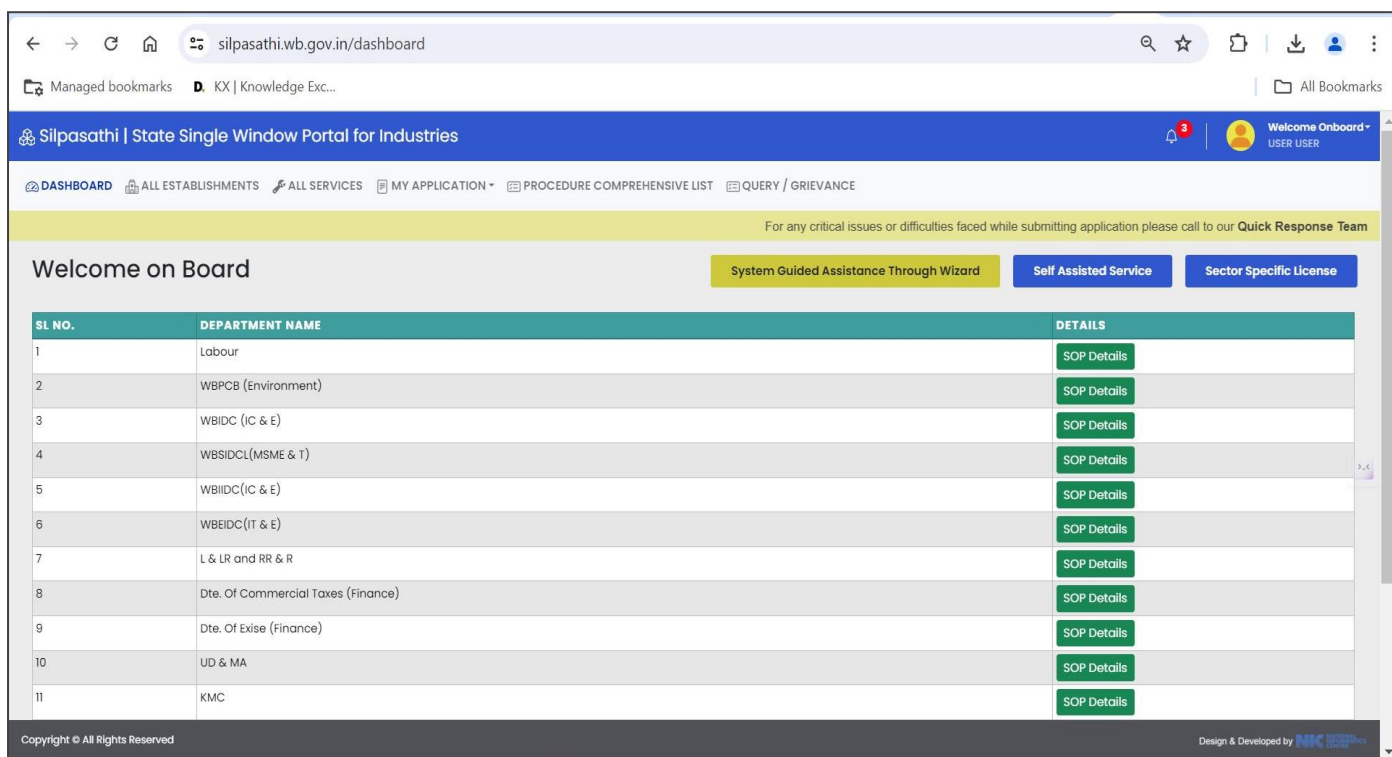 silpasathi.wb.gov.in/dashboard
Managed bookmarks D. KX | Knowledge Exc... All Bookmarks
Silpasathi | State Single Window Portal for Industries 3 Welcome Onboard
USER USER
DASHBOARD ALL ESTABLISHMENTS ALL SERVICES MY APPLICATION PROCEDURE COMPREHENSIVE LIST QUERY / GRIEVANCE
For any critical issues or difficulties faced while submitting application please call to our Quick Response Team
Welcome on Board System Guided Assistance Through Wizard Self Assisted Service Sector Specific License
SL NO. DEPARTMENT NAME DETAILS
1 Labour SOP Details
2 WBPCB (Environment) SOP Details
3 WBIDC (IC & E) SOP Details
4 WBSIDCL(MSME & T) SOP Details
5 WBIIDC(IC & E) SOP Details
6 WBEIDC(IT & E) SOP Details
7 L & LR and RR & R SOP Details
8 Dte. Of Commercial Taxes (Finance) SOP Details
9 Dte. Of Exise (Finance) SOP Details
10 UD & MA SOP Details
11 KMC SOP Details
Copyright © All Rights Reserved Design & Developed by NIC NATIONAL INFORMATICS CENTRE